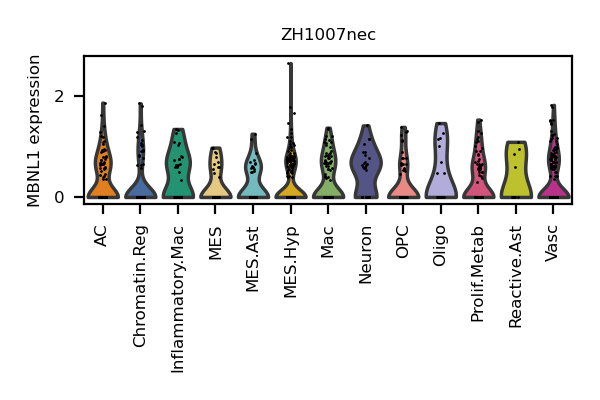 ZH1007nec
MBNL1 expression
2
0
AC
Chromatin.Reg
Inflammatory.Mac
MES
MES.Ast
MES.Hyp
Mac
Neuron
OPC
Oligo
Prolif.Metab
Reactive.Ast
Vasc